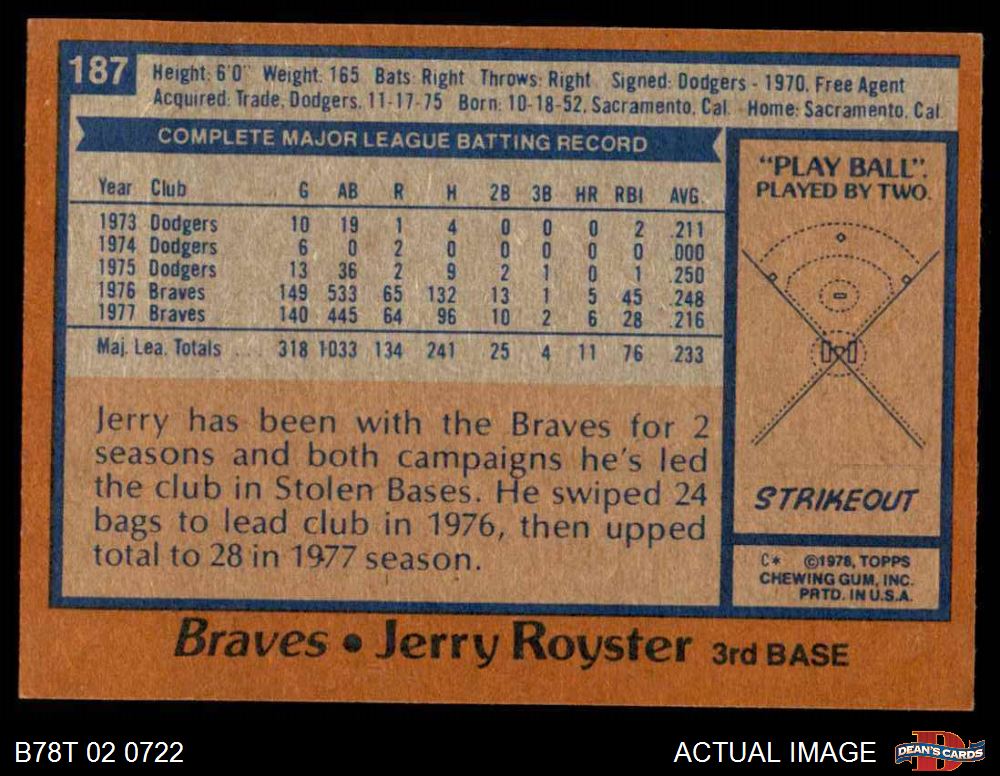 187
Height: 6'0" Weight: 165 Bats: Right Throws: Right Signed: Dodgers - 1970, Free Agent
Acquired: Trade, Dodgers, 11-17-75 Born: 10-18-52, Sacramento, Cal. Home: Sacramento, Cal.
COMPLETE MAJOR LEAGUE BATTING RECORD
Year Club G AB R H 2B 3B HR RBI AVG.
1973 Dodgers 10 19 1 4 0 0 0 2 .211
1974 Dodgers 6 0 2 0 0 0 0 0 .000
1975 Dodgers 13 36 2 9 2 1 0 1 .250
1976 Braves 149 533 65 132 13 1 5 45 .248
1977 Braves 140 445 64 96 10 2 6 28 .216
Maj. Lea. Totals 318 1033 134 241 25 4 11 76 .233
Jerry has been with the Braves for 2
seasons and both campaigns he's led
the club in Stolen Bases. He swiped 24
bags to lead club in 1976, then upped
total to 28 in 1977 season.
"PLAY BALL".
PLAYED BY TWO.
STRIKEOUT
C* ©1978, TOPPS
CHEWING GUM, INC.
PRTD. IN U.S.A.
Braves • Jerry Royster 3rd BASE
B78T 02 0722
ACTUAL IMAGE
DEAN'S CARDS